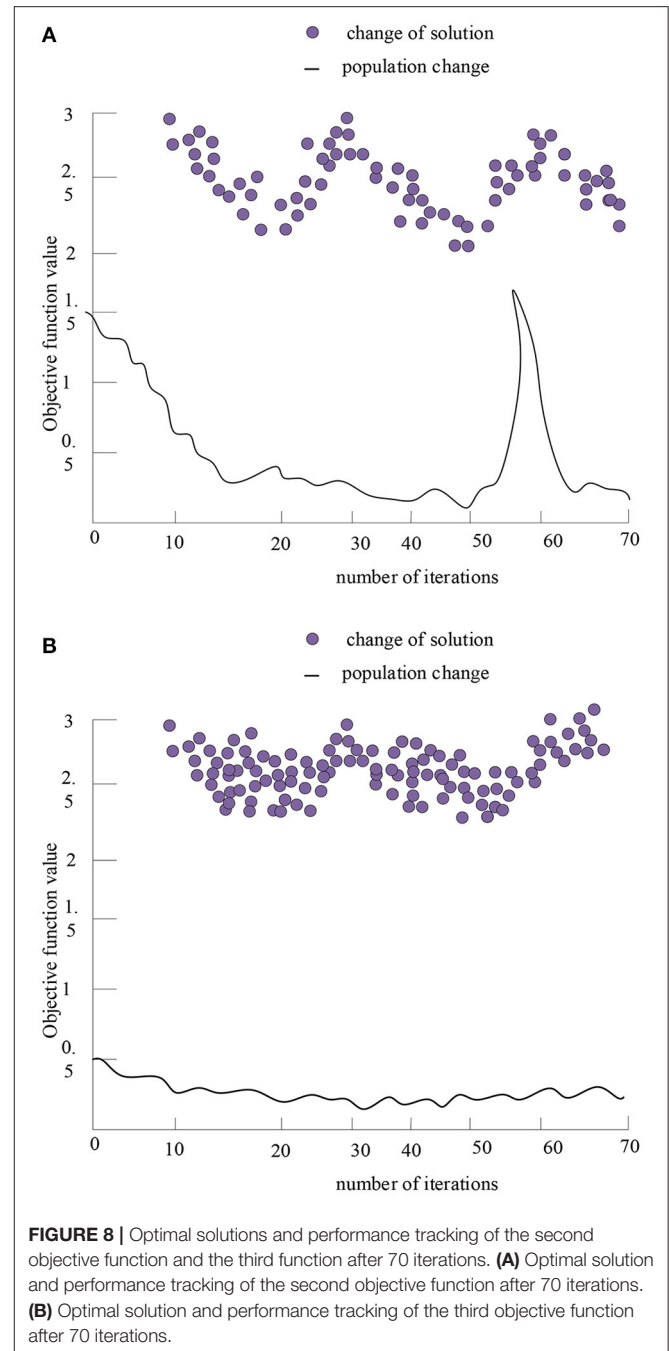 A
change of solution
population change
3
2.
5
2
1.
5
1
0.
5
Objective function value
0 10 20 30 40 50 60 70
number of iterations
B
change of solution
population change
3
2.
5
2
1.
5
1
0.
5
Objective function value
0 10 20 30 40 50 60 70
number of iterations
FIGURE 8 | Optimal solutions and performance tracking of the second
objective function and the third function after 70 iterations. (A) Optimal solution
and performance tracking of the second objective function after 70 iterations.
(B) Optimal solution and performance tracking of the third objective function
after 70 iterations.